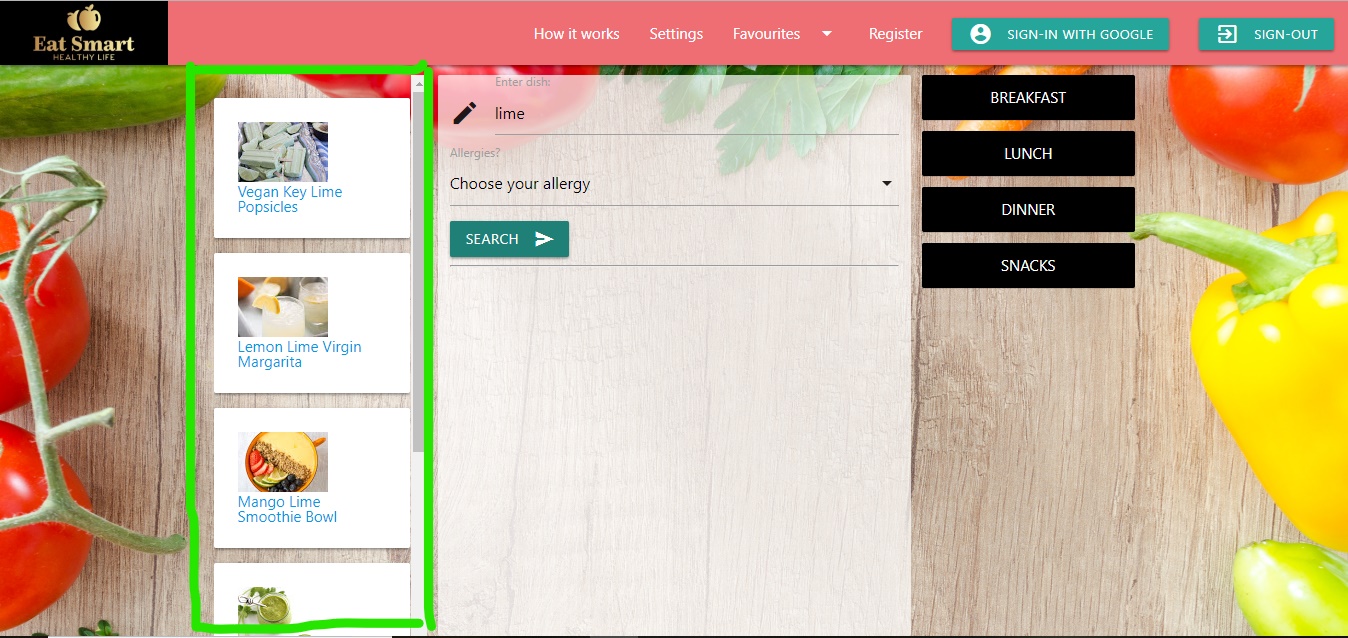 Eat Smart
HEALTHY LIFE
How it works
Settings
Favourites
Register
SIGN-IN WITH GOOGLE
SIGN-OUT
Vegan Key Lime
Popsicles
Lemon Lime Virgin
Margarita
Mango Lime
Smoothie Bowl
Enter dish:
lime
Allergies?
Choose your allergy
SEARCH
BREAKFAST
LUNCH
DINNER
SNACKS